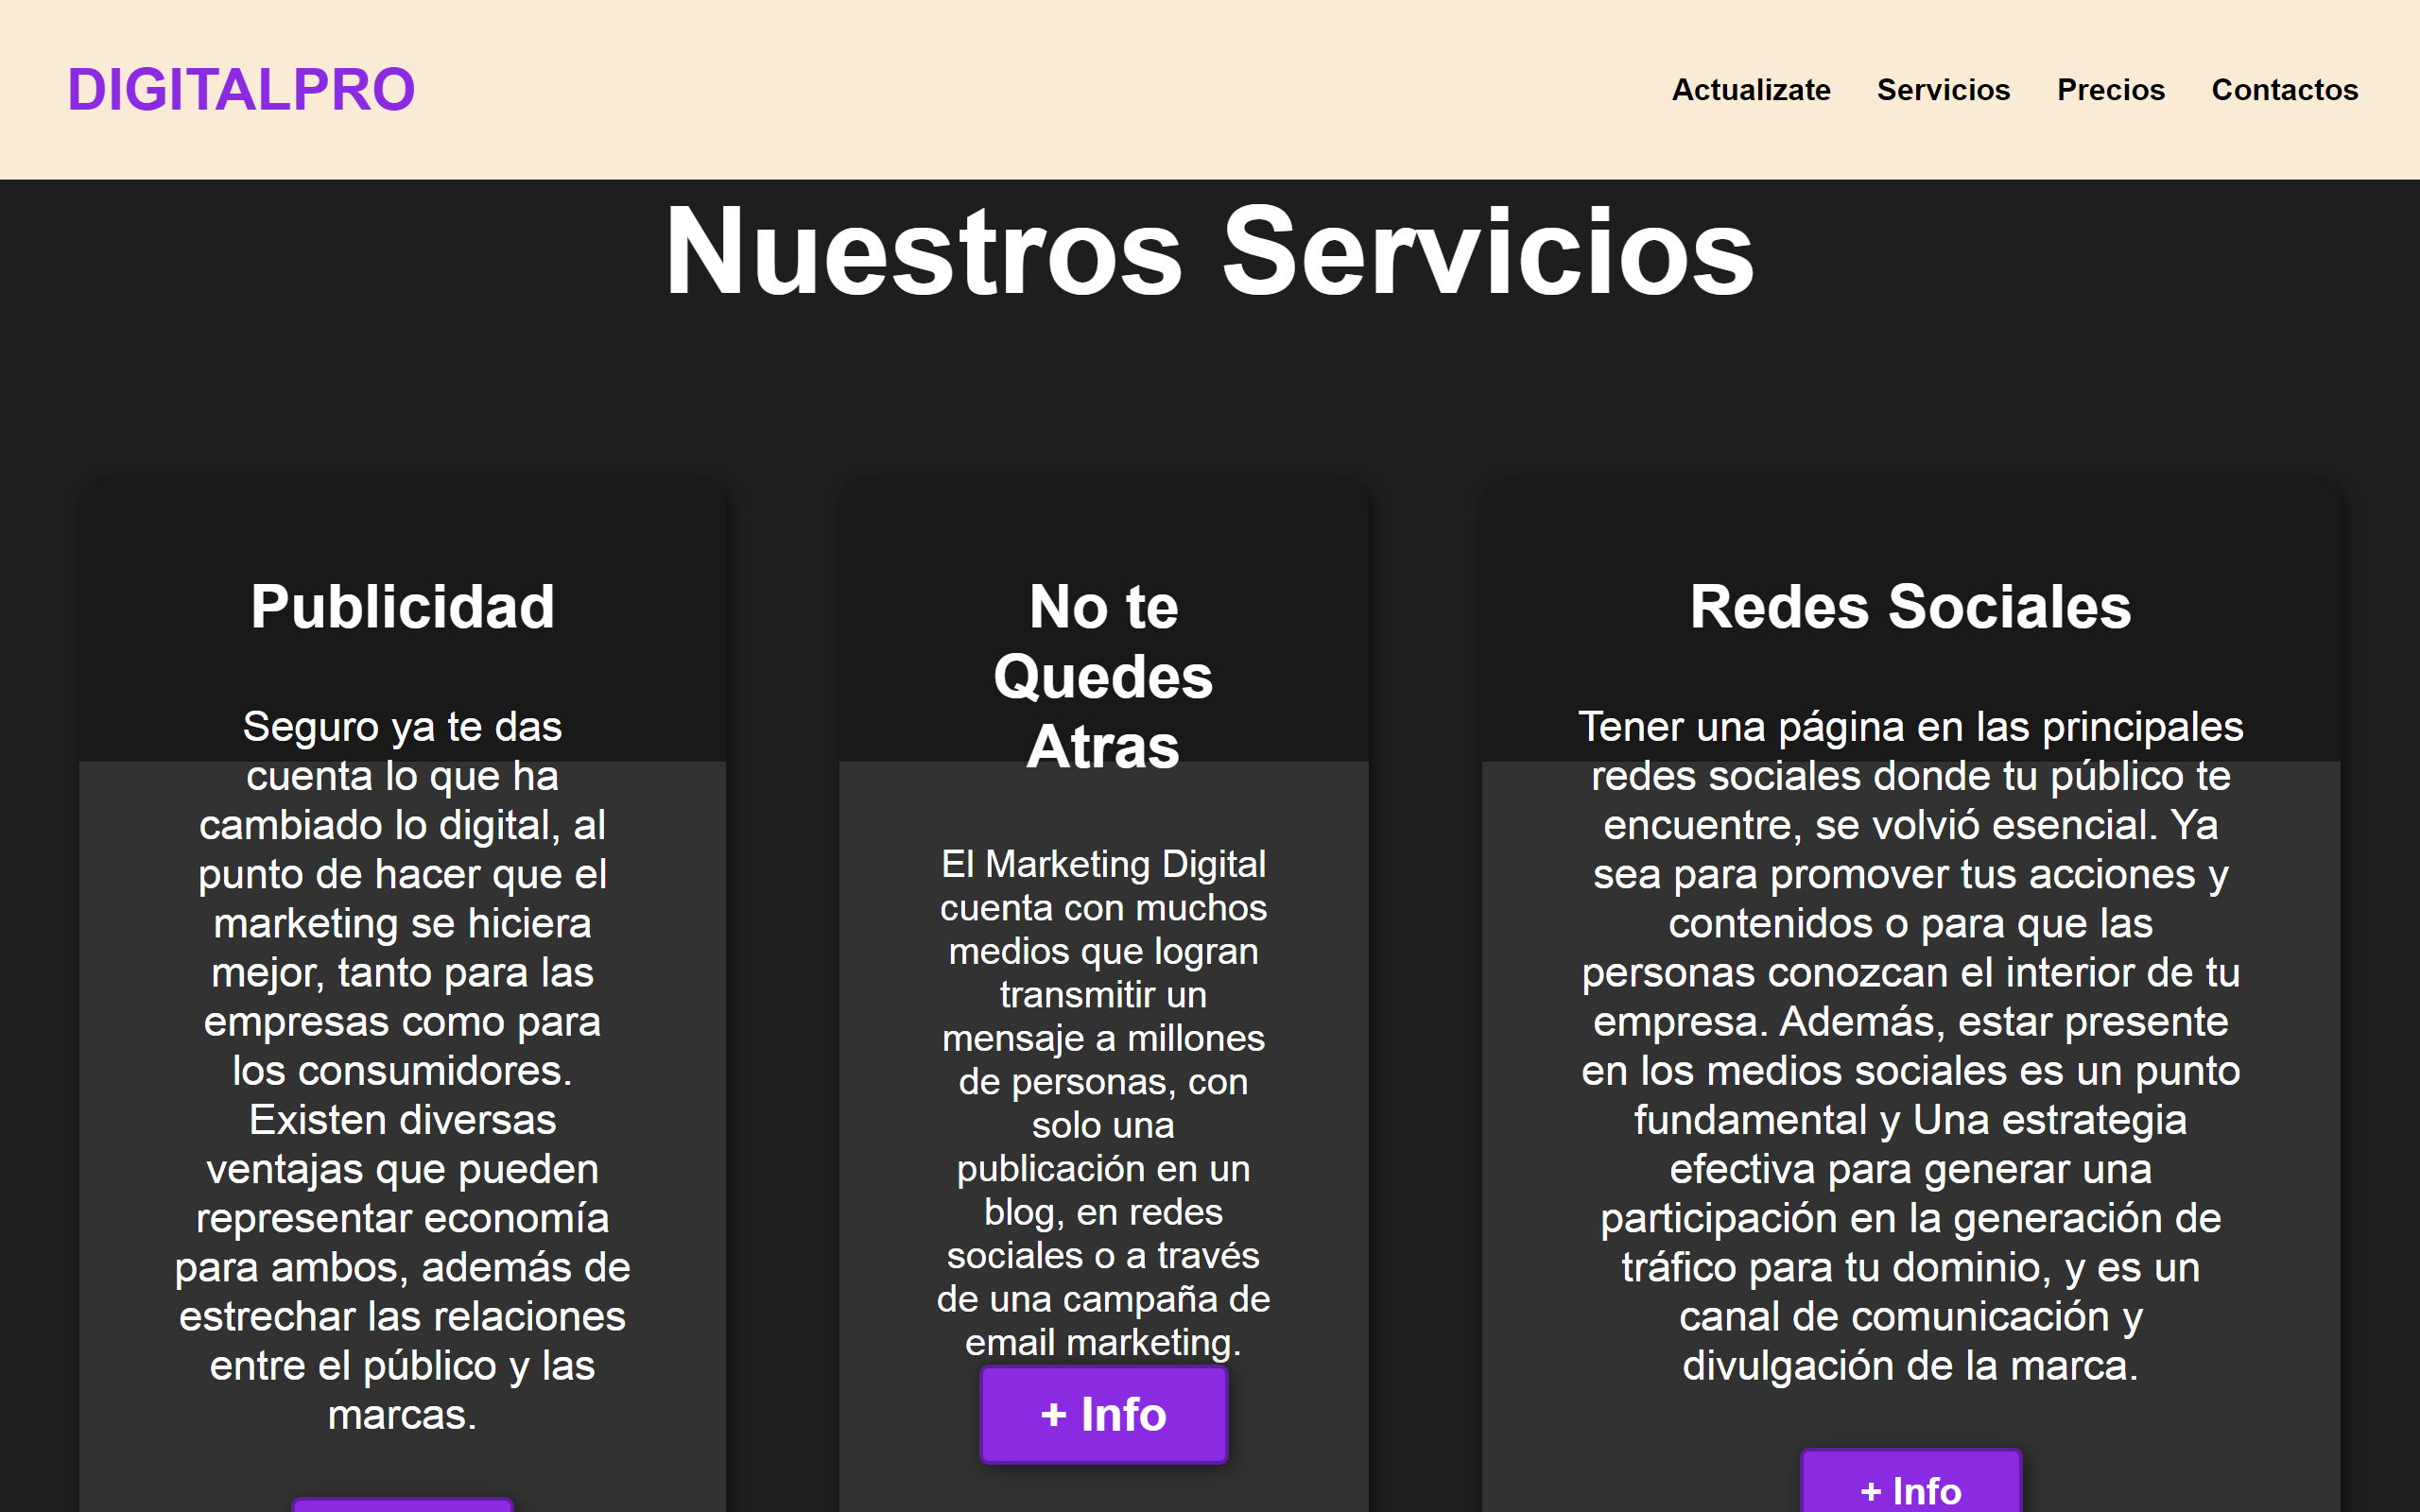 DIGITALPRO
Actualizate Servicios Precios Contactos
Nuestros Servicios
Publicidad
Seguro ya te das
cuenta lo que ha
cambiado lo digital, al
punto de hacer que el
marketing se hiciera
mejor, tanto para las
empresas como para
los consumidores.
Existen diversas
ventajas que pueden
representar economía
para ambos, además de
estrechar las relaciones
entre el público y las
marcas.
No te
Quedes
Atras
El Marketing Digital
cuenta con muchos
medios que logran
transmitir un
mensaje a millones
de personas, con
solo una
publicación en un
blog, en redes
sociales o a través
de una campaña de
email marketing.
+ Info
Redes Sociales
Tener una página en las principales
redes sociales donde tu público te
encuentre, se volvió esencial. Ya
sea para promover tus acciones y
contenidos o para que las
personas conozcan el interior de tu
empresa. Además, estar presente
en los medios sociales es un punto
fundamental y Una estrategia
efectiva para generar una
participación en la generación de
tráfico para tu dominio, y es un
canal de comunicación y
divulgación de la marca.
+ Info